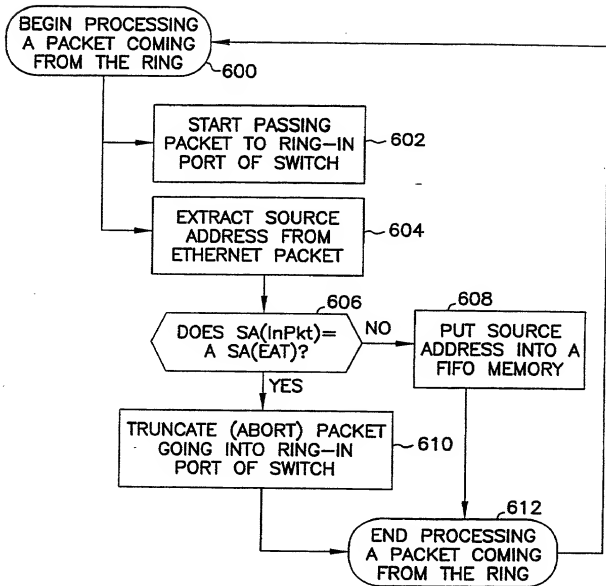 BEGIN PROCESSING
A PACKET COMING
FROM THE RING
600
START PASSING
PACKET TO RING-IN
PORT OF SWITCH
602
EXTRACT SOURCE
ADDRESS FROM
ETHERNET PACKET
604
606
DOES SA(InPkt)=
A SA(EAT)?
NO
608
PUT SOURCE
ADDRESS INTO A
FIFO MEMORY
YES
TRUNCATE (ABORT) PACKET
GOING INTO RING-IN
PORT OF SWITCH
610
612
END PROCESSING
A PACKET COMING
FROM THE RING